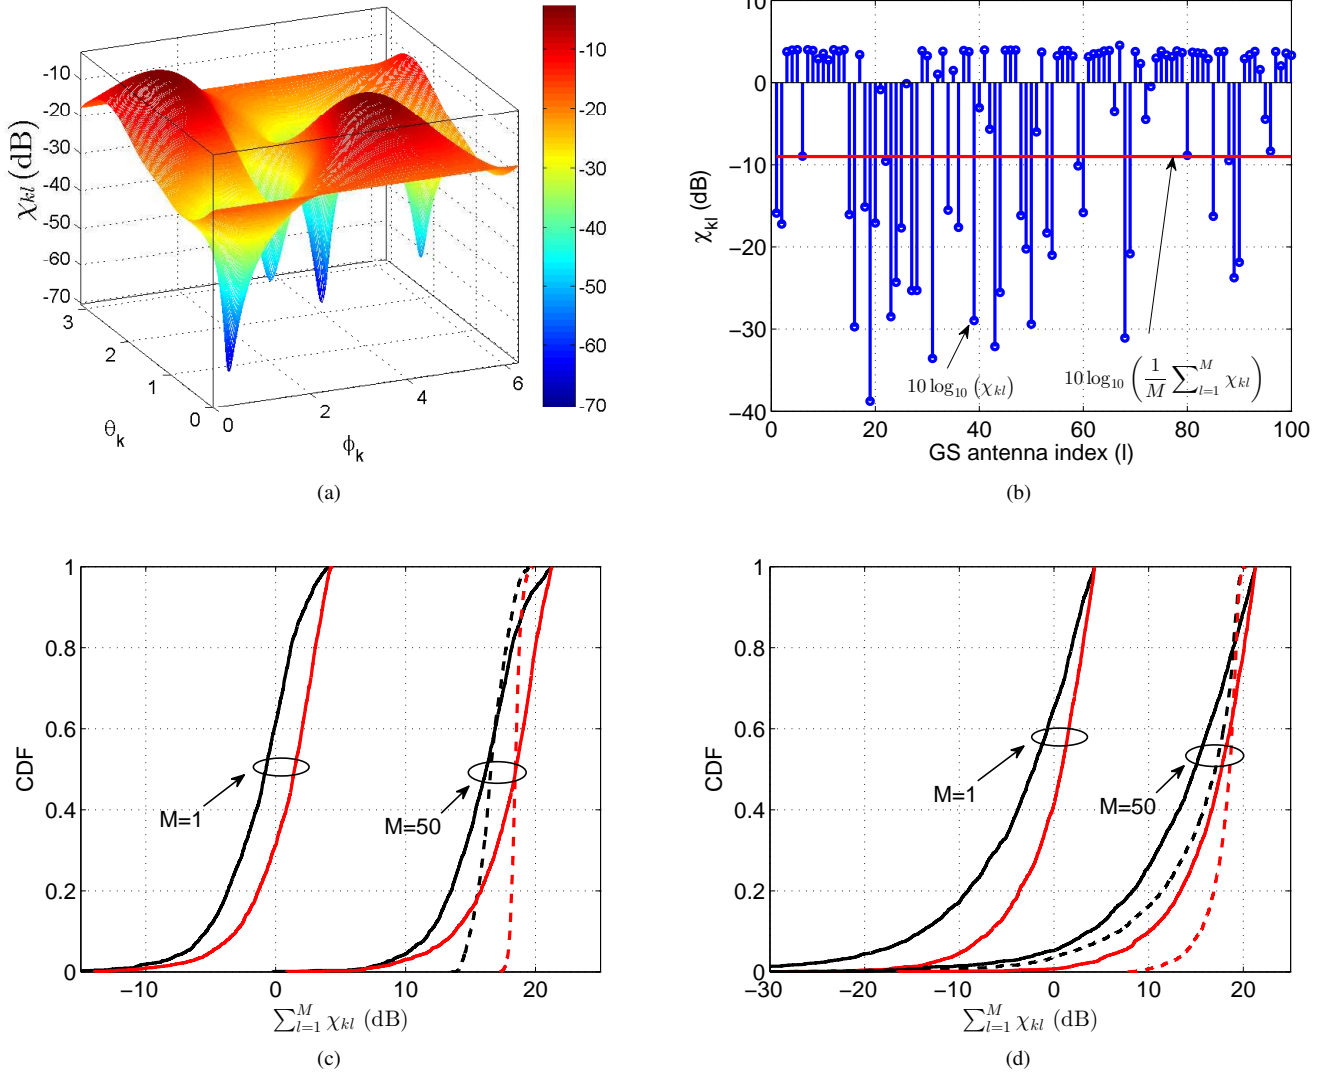 χkl (dB)
-10
-20
-30
-40
-50
-60
-70
3
2
1
0
θk
0
2
4
6
ϕk
-10
-20
-30
-40
-50
-60
-70
(a)
10
0
−10
−20
−30
−40
χkl (dB)
10 log10 (χkl)
10 log10 (1/M ∑l=1^M χkl)
0
20
40
60
80
100
GS antenna index (l)
(b)
1
0.8
0.6
0.4
0.2
0
CDF
M=1
M=50
−10
0
10
20
∑l=1^M χkl (dB)
(c)
1
0.8
0.6
0.4
0.2
0
CDF
M=1
M=50
−30
−20
−10
0
10
20
∑l=1^M χkl (dB)
(d)